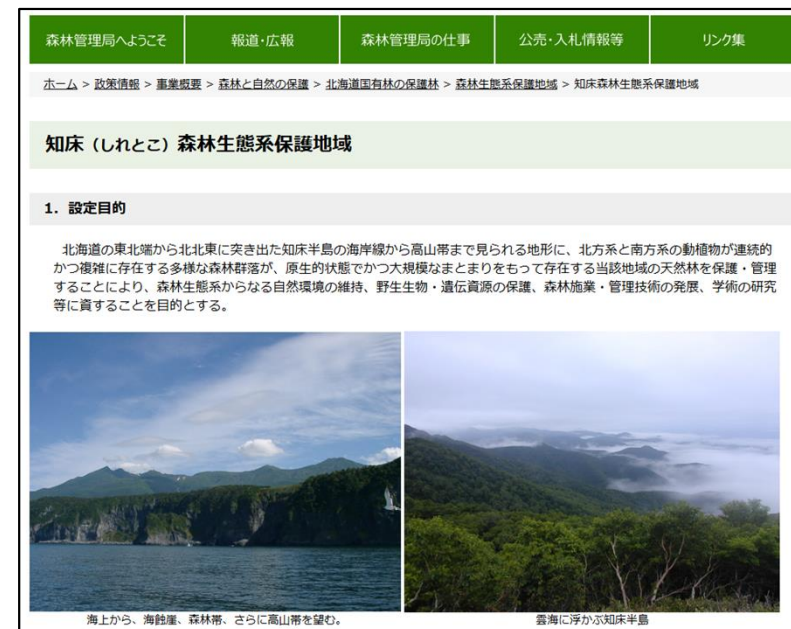 森林管理局へようこそ
報道・広報
森林管理局の仕事
公売・入札情報等
リンク集
ホーム > 政策情報 > 事業概要 > 森林と自然の保護 > 北海道国有林の保護林 > 森林生態系保護地域 > 知床森林生態系保護地域
知床（しれとこ）森林生態系保護地域
1. 設定目的
北海道の東北端から北北東に突き出た知床半島の海岸線から高山帯まで見られる地形に、北方系と南方系の動植物が連続的
かつ複雑に存在する多様な森林群落が、原生的状態でかつ大規模なまとまりをもって存在する当該地域の天然林を保護・管理
することにより、森林生態系からなる自然環境の維持、野生生物・遺伝資源の保護、森林施業・管理技術の発展、学術の研究
等に資することを目的とする。
海上から、海蝕崖、森林帯、さらに高山帯を望む。
雲海に浮かぶ知床半島